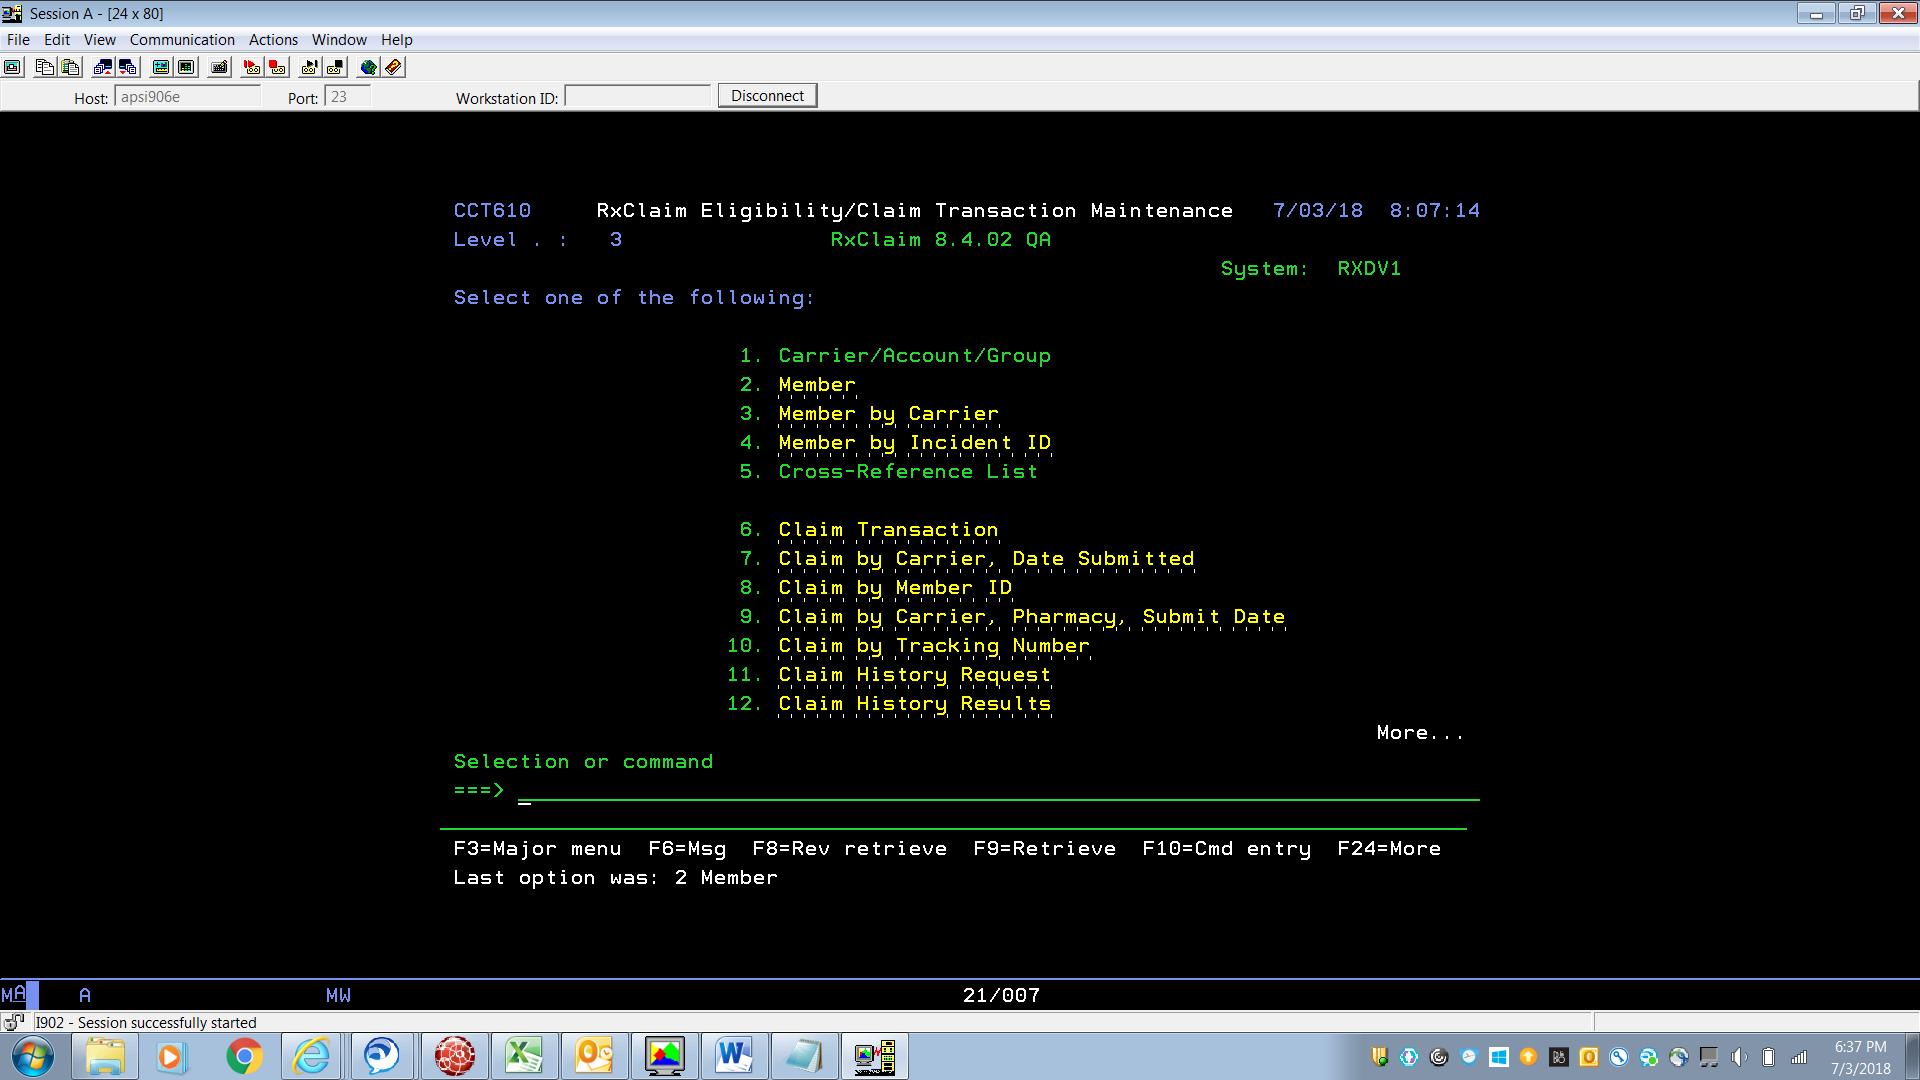 Session A - [24 x 80]
File Edit View Communication Actions Window Help
Host: apsi906e Port: 23 Workstation ID: Disconnect
CCT610 RxClaim Eligibility/Claim Transaction Maintenance 7/03/18 8:07:14
Level . : 3 RxClaim 8.4.02 QA
System: RXDV1
Select one of the following:
1. Carrier/Account/Group
2. Member
3. Member by Carrier
4. Member by Incident ID
5. Cross-Reference List
6. Claim Transaction
7. Claim by Carrier, Date Submitted
8. Claim by Member ID
9. Claim by Carrier, Pharmacy, Submit Date
10. Claim by Tracking Number
11. Claim History Request
12. Claim History Results
More...
Selection or command
===>
F3=Major menu F6=Msg F8=Rev retrieve F9=Retrieve F10=Cmd entry F24=More
Last option was: 2 Member
MA A MW 21/007
I902 - Session successfully started
6:37 PM
7/3/2018